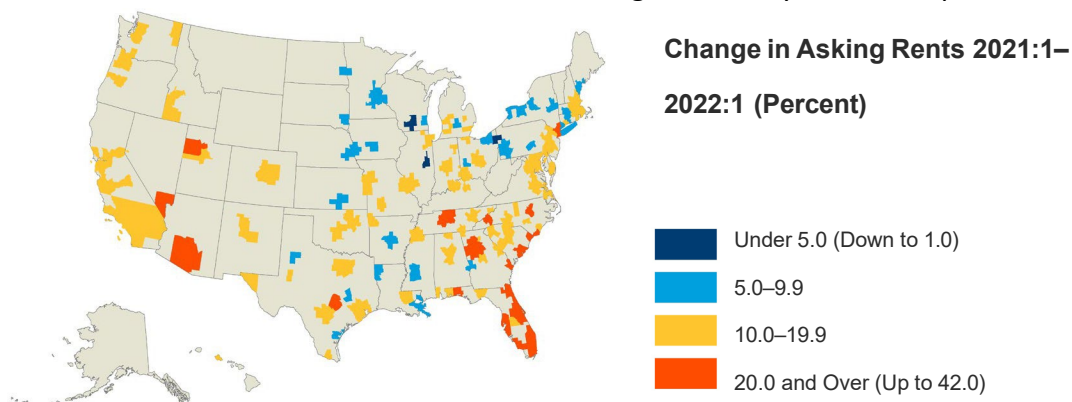 Change in Asking Rents 2021:1–
2022:1 (Percent)
Under 5.0 (Down to 1.0)
5.0–9.9
10.0–19.9
20.0 and Over (Up to 42.0)